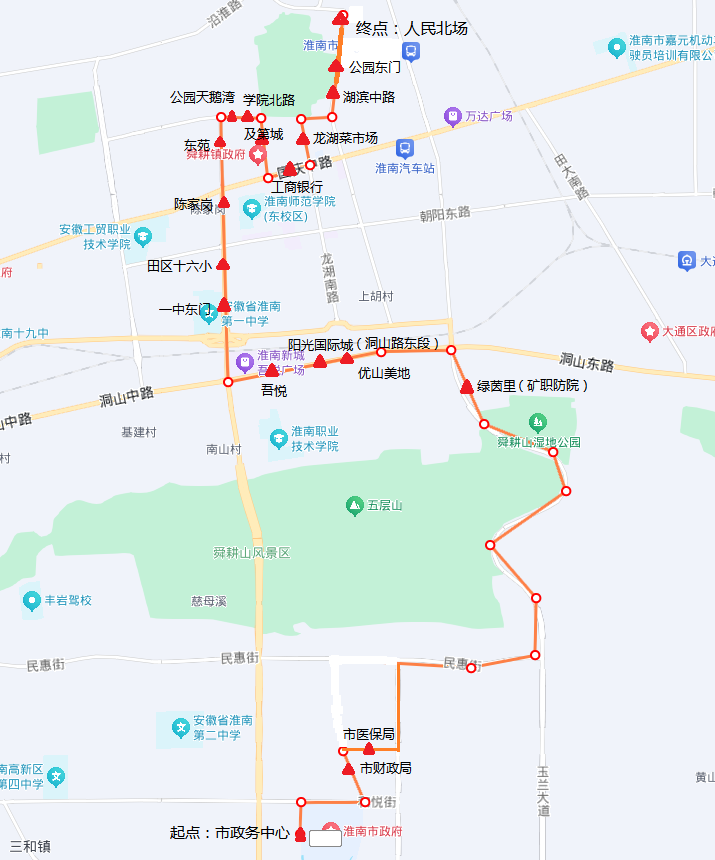 沿淮路
终点：人民北场
淮南市
淮南市嘉元机动
驶员培训有限公
公园东门
公园天鹅湾
学院北路
湖滨中路
万达广场
东苑
及第城
龙湖菜市场
舜耕镇政府
淮南汽车站
田大南路
工商银行
陈家岗
淮南师范学院
(东校区)
朝阳东路
安徽工贸职业
技术学院
龙湖南路
田区十六小
府
大通
上胡村
一中东门
安徽省淮南
第一中学
南十九中
大通区政府
阳光国际城（洞山路东段）
淮南新城
吾悦广场
洞山东路
优山美地
吾悦
绿茵里（矿职防院）
洞山中路
山中路
基建村
淮南职业
技术学院
舜耕山湿地公园
南山村
村
五层山
舜耕山风景区
丰岩驾校
慈母溪
民惠街
民惠街
民惠街
安徽省淮南
第二中学
市医保局
市财政局
南高新区
第四中学
玉兰大道
黄山
悦街
起点：市政务中心
淮南市政府
三和镇